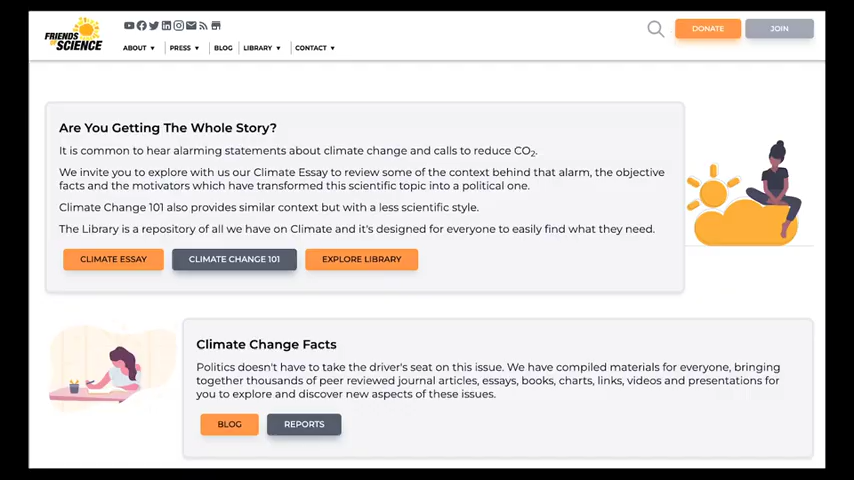 FRIENDS
OF SCIENCE
ABOUT
PRESS
BLOG
LIBRARY
CONTACT
DONATE
JOIN
Are You Getting The Whole Story?
It is common to hear alarming statements about climate change and calls to reduce CO2.
We invite you to explore with us our Climate Essay to review some of the context behind that alarm, the objective
facts and the motivators which have transformed this scientific topic into a political one.
Climate Change 101 also provides similar context but with a less scientific style.
The Library is a repository of all we have on Climate and it's designed for everyone to easily find what they need.
CLIMATE ESSAY
CLIMATE CHANGE 101
EXPLORE LIBRARY
Climate Change Facts
Politics doesn't have to take the driver's seat on this issue. We have compiled materials for everyone, bringing
together thousands of peer reviewed journal articles, essays, books, charts, links, videos and presentations for
you to explore and discover new aspects of these issues.
BLOG
REPORTS